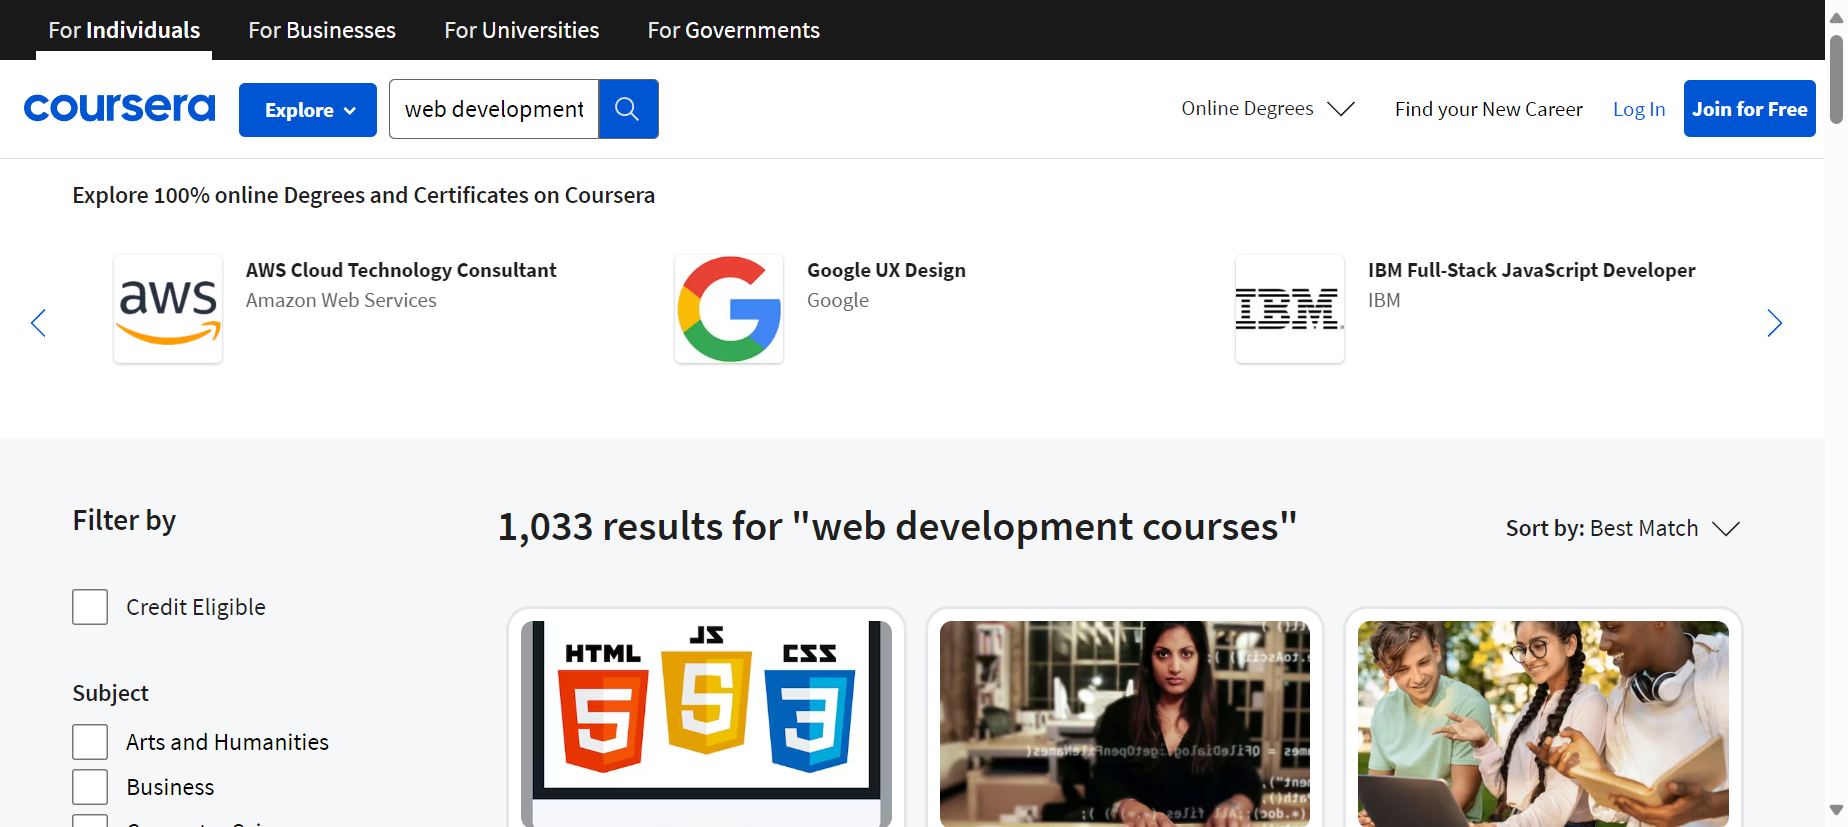 For Individuals
For Businesses
For Universities
For Governments
coursera
Explore
web development
Online Degrees
Find your New Career
Log In
Join for Free
Explore 100% online Degrees and Certificates on Coursera
aws
AWS Cloud Technology Consultant
Amazon Web Services
Google UX Design
Google
IBM
IBM Full-Stack JavaScript Developer
IBM
Filter by
1,033 results for "web development courses"
Sort by: Best Match
Credit Eligible
Subject
Arts and Humanities
Business
HTML
JS
CSS
5
5
3